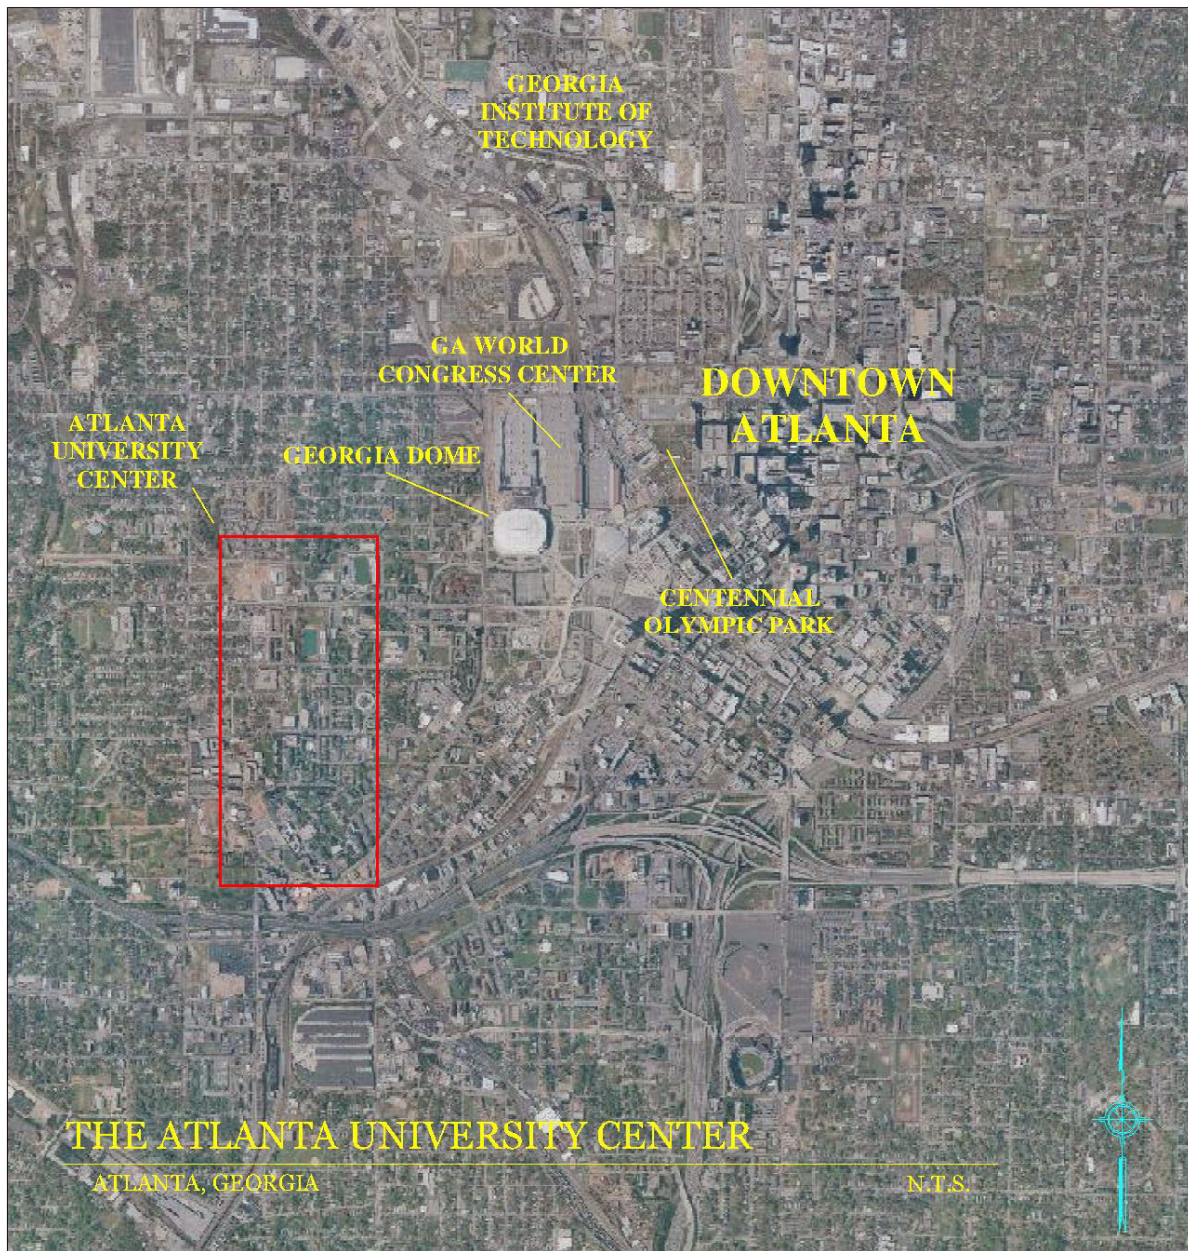 GEORGIA
INSTITUTE OF
TECHNOLOGY
GA WORLD
CONGRESS CENTER
DOWNTOWN
ATLANTA
ATLANTA
UNIVERSITY
CENTER
GEORGIA DOME
CENTENNIAL
OLYMPIC PARK
THE ATLANTA UNIVERSITY CENTER
ATLANTA, GEORGIA
N.T.S.